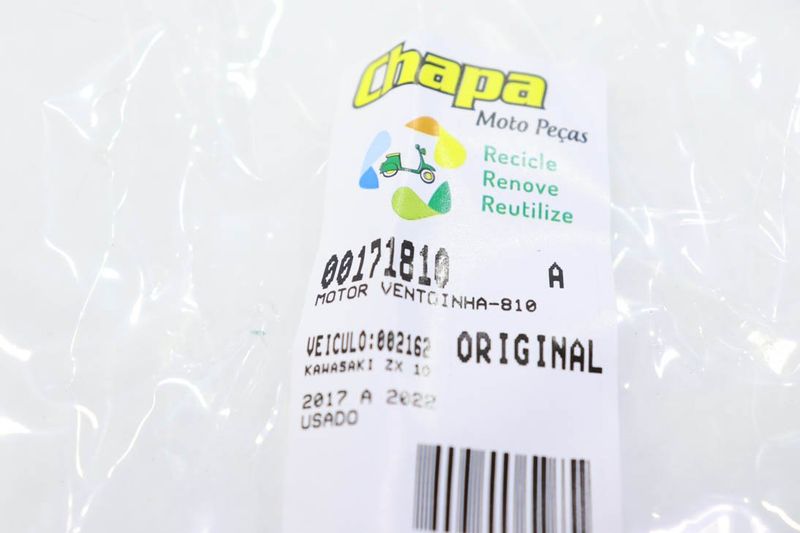 Chapa
Moto Peças
Recicle
Renove
Reutilize
00171810 A
MOTOR VENTOINHA-810
VEICULO:002162 ORIGINAL
KAWASAKI ZX 10
2017 A 2022
USADO